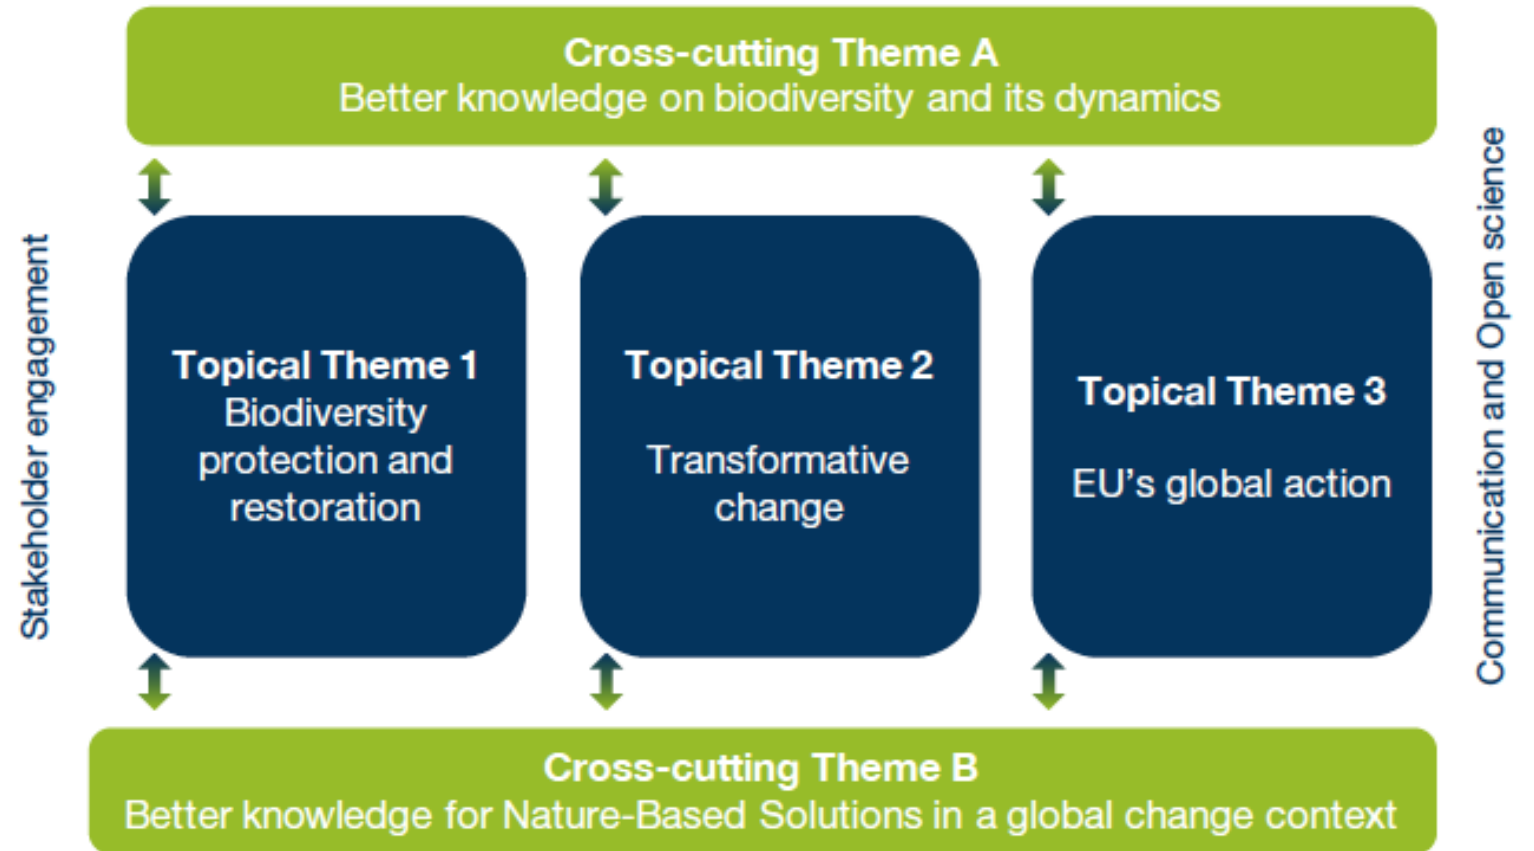 Cross-cutting Theme A
Better knowledge on biodiversity and its dynamics
Stakeholder engagement
Topical Theme 1
Biodiversity
protection and
restoration
Topical Theme 2
Transformative
change
Topical Theme 3
EU’s global action
Communication and Open science
Cross-cutting Theme B
Better knowledge for Nature-Based Solutions in a global change context